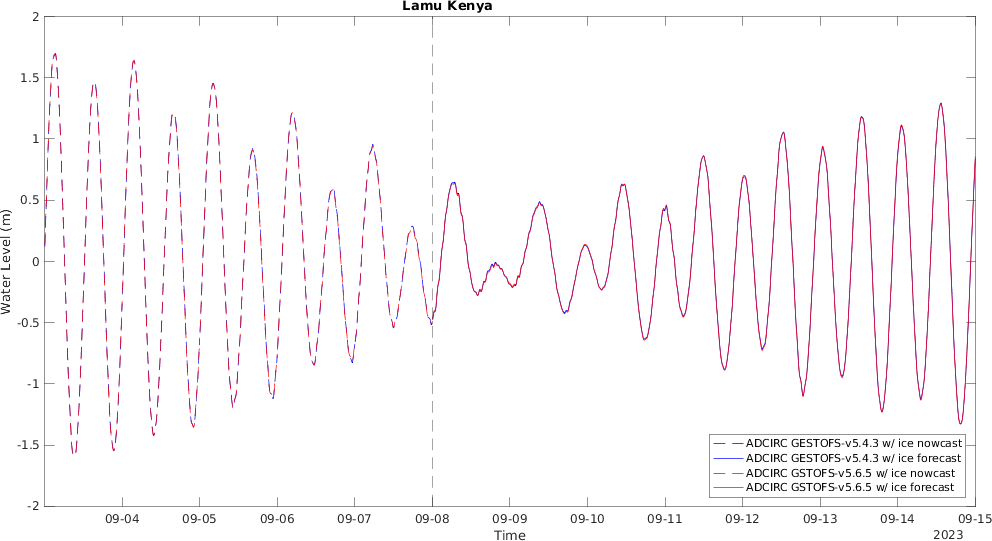 Lamu Kenya
2
1.5
1
0.5
0
-0.5
-1
-1.5
-2
Water Level (m)
ADCIRC GESTOFS-v5.4.3 w/ ice nowcast
ADCIRC GESTOFS-v5.4.3 w/ ice forecast
ADCIRC GSTOFS-v5.6.5 w/ ice nowcast
ADCIRC GSTOFS-v5.6.5 w/ ice forecast
09-04 09-05 09-06 09-07 09-08 09-09 09-10 09-11 09-12 09-13 09-14 09-15
Time
2023